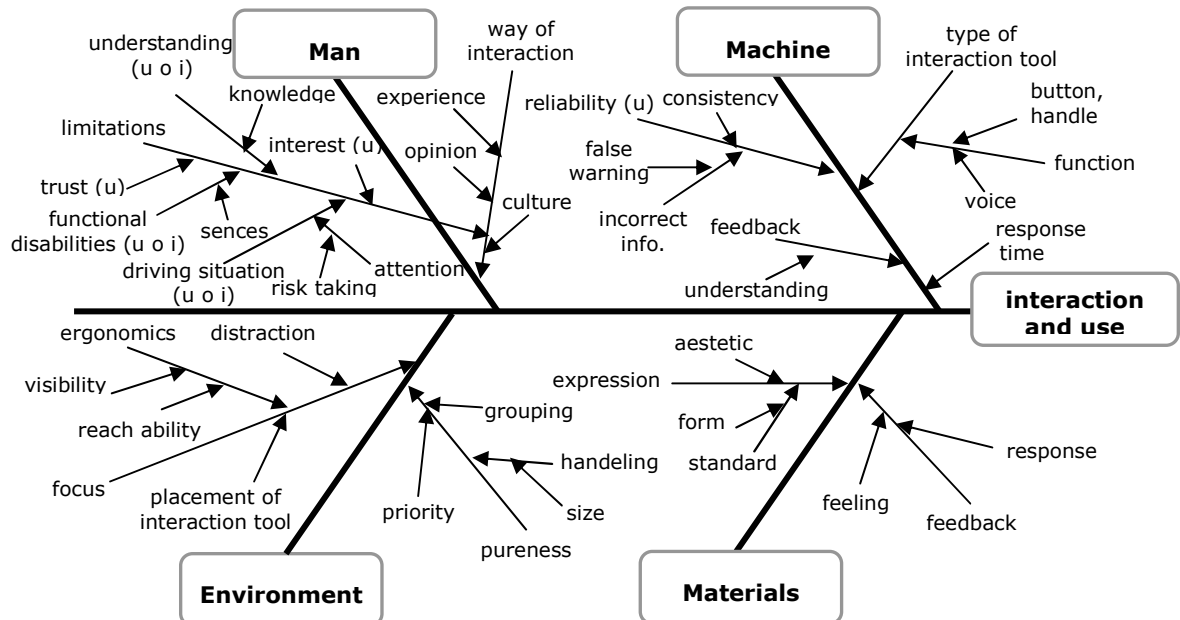 Man
understanding
(u o i)
knowledge
limitations
interest (u)
trust (u)
functional
disabilities (u o i)
sences
driving situation
(u o i)
attention
risk taking
way of
interaction
experience
opinion
culture
Machine
reliability (u)
consistency
false
warning
incorrect
info.
feedback
understanding
type of
interaction tool
button,
handle
function
voice
response
time
interaction
and use
Environment
ergonomics
distraction
visibility
reach ability
focus
placement of
interaction tool
grouping
priority
handeling
size
pureness
Materials
aestetic
expression
form
standard
feeling
response
feedback